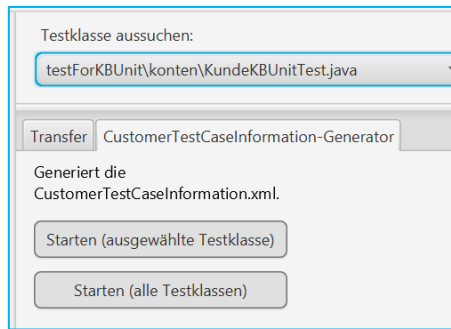 Testklasse aussuchen:
testForKBUnit\konten\KundeKBUnitTest.java
Transfer CustomerTestCaseInformation-Generator
Generiert die
CustomerTestCaseInformation.xml.
Starten (ausgewählte Testklasse)
Starten (alle Testklassen)